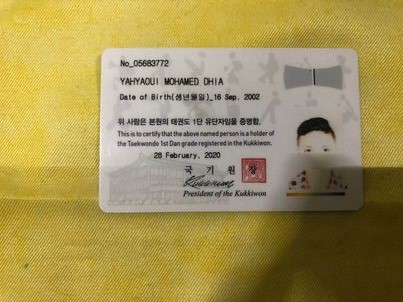 No_05683772
YAHYAOUI MOHAMED DHIA
Date of Birth(생년월일)_16 Sep. 2002
위 사람은 본원의 태권도 1단 유단자임을 증명함.
This is to certify that the above named person is a holder of
the Taekwondo 1st Dan grade registered in the Kukkiwon.
28 February, 2020
국 기 원 장
President of the Kukkiwon